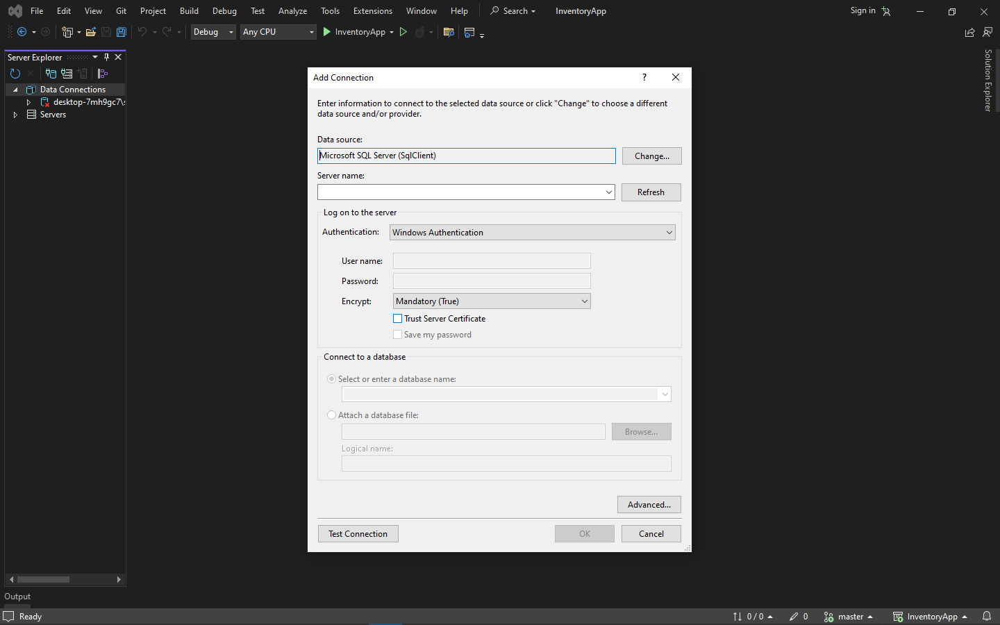 File Edit View Git Project Build Debug Test Analyze Tools Extensions Window Help Search InventoryApp Sign in
Debug Any CPU InventoryApp
Server Explorer
Data Connections
desktop-7mh9gc7\
Servers
Solution Explorer
Add Connection ?
Enter information to connect to the selected data source or click "Change" to choose a different
data source and/or provider.
Data source:
Microsoft SQL Server (SqlClient) Change...
Server name:
Refresh
Log on to the server
Authentication: Windows Authentication
User name:
Password:
Encrypt: Mandatory (True)
Trust Server Certificate
Save my password
Connect to a database
Select or enter a database name:
Attach a database file:
Browse...
Logical name:
Advanced...
Test Connection OK Cancel
Output
Ready 0 / 0 0 master InventoryApp